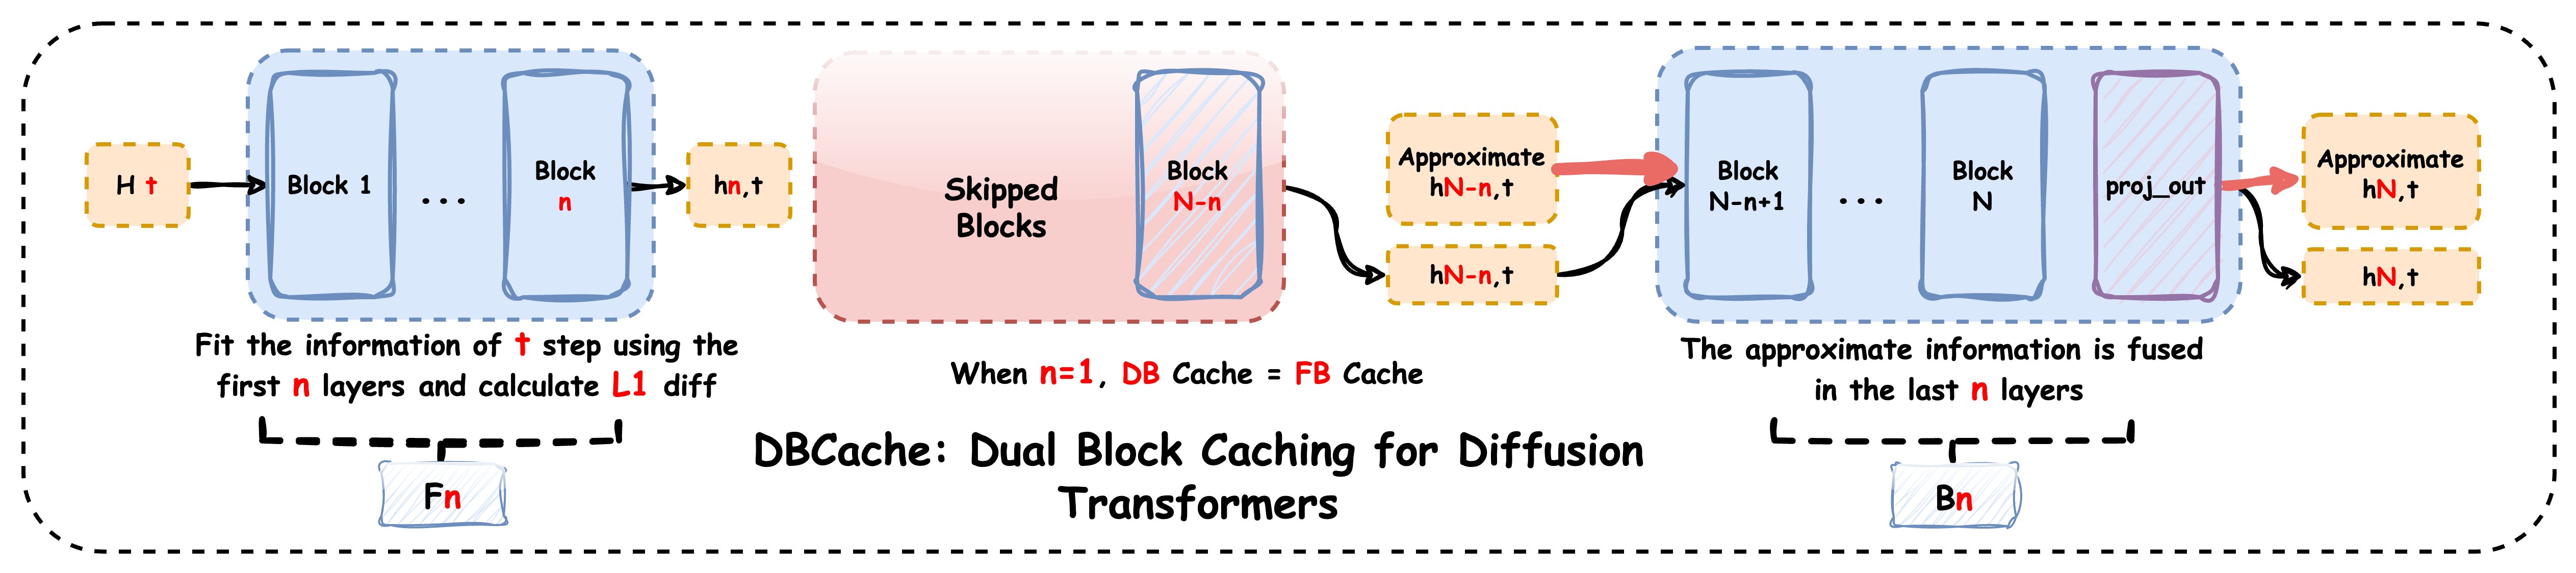 H t
Block 1
...
Block
n
hn,t
Skipped
Blocks
Block
N-n
Approximate
hN-n,t
hN-n,t
Block
N-n+1
...
Block
N
proj_out
Approximate
hN,t
hN,t
Fit the information of t step using the
first n layers and calculate L1 diff
When n=1, DB Cache = FB Cache
The approximate information is fused
in the last n layers
Fn
DBCache: Dual Block Caching for Diffusion
Transformers
Bn